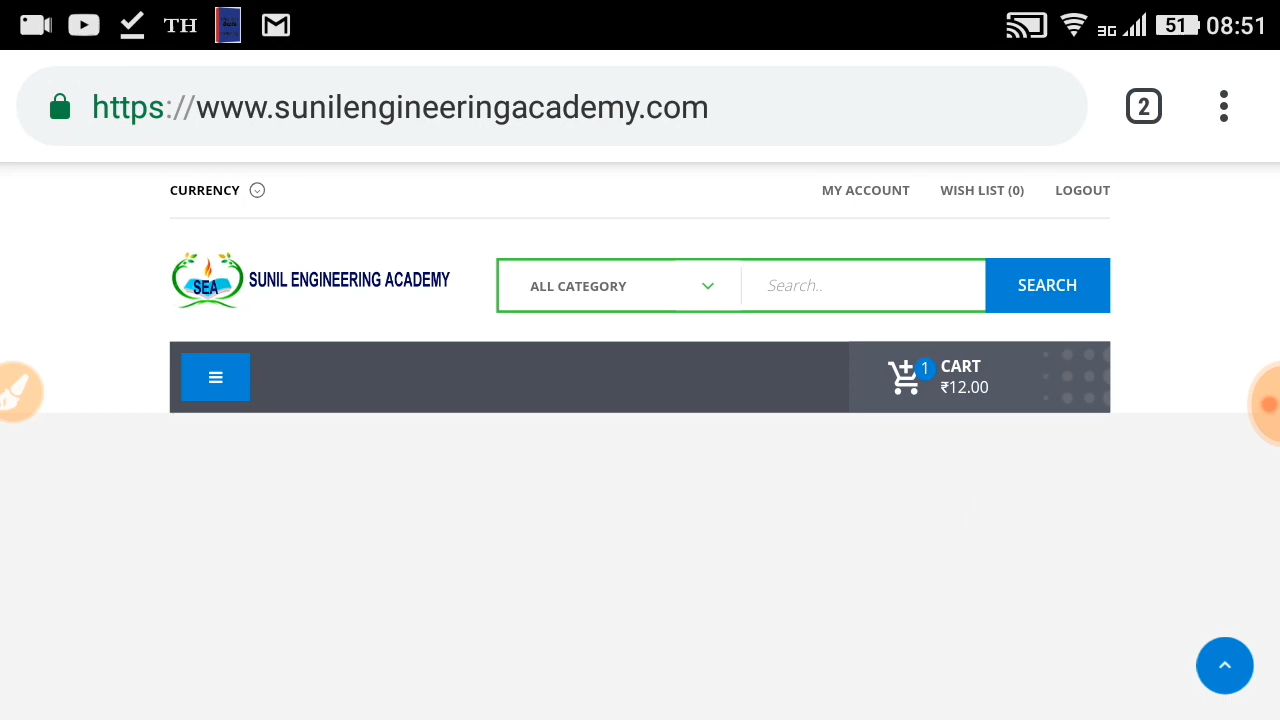 TH 3G 51 08:51
https://www.sunilengineeringacademy.com 2
CURRENCY MY ACCOUNT WISH LIST (0) LOGOUT
SEA SUNIL ENGINEERING ACADEMY ALL CATEGORY Search.. SEARCH
1 CART
₹12.00